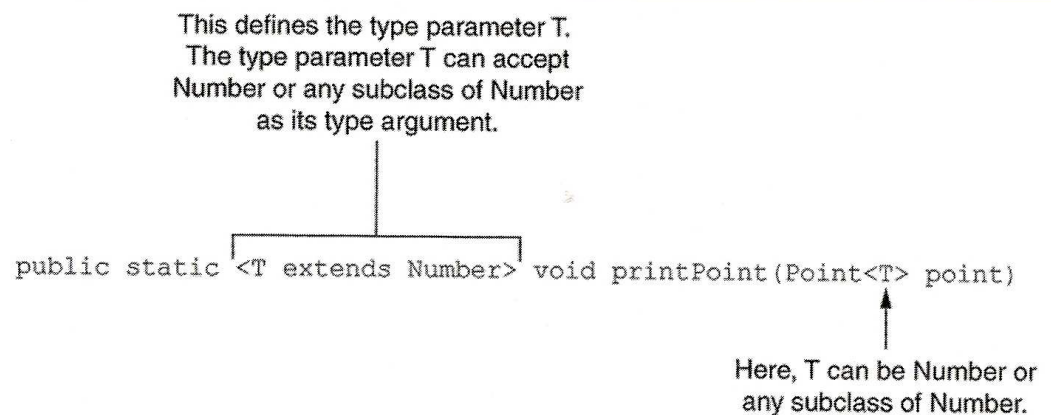 This defines the type parameter T.
The type parameter T can accept
Number or any subclass of Number
as its type argument.
public static <T extends Number> void printPoint(Point<T> point)
Here, T can be Number or
any subclass of Number.